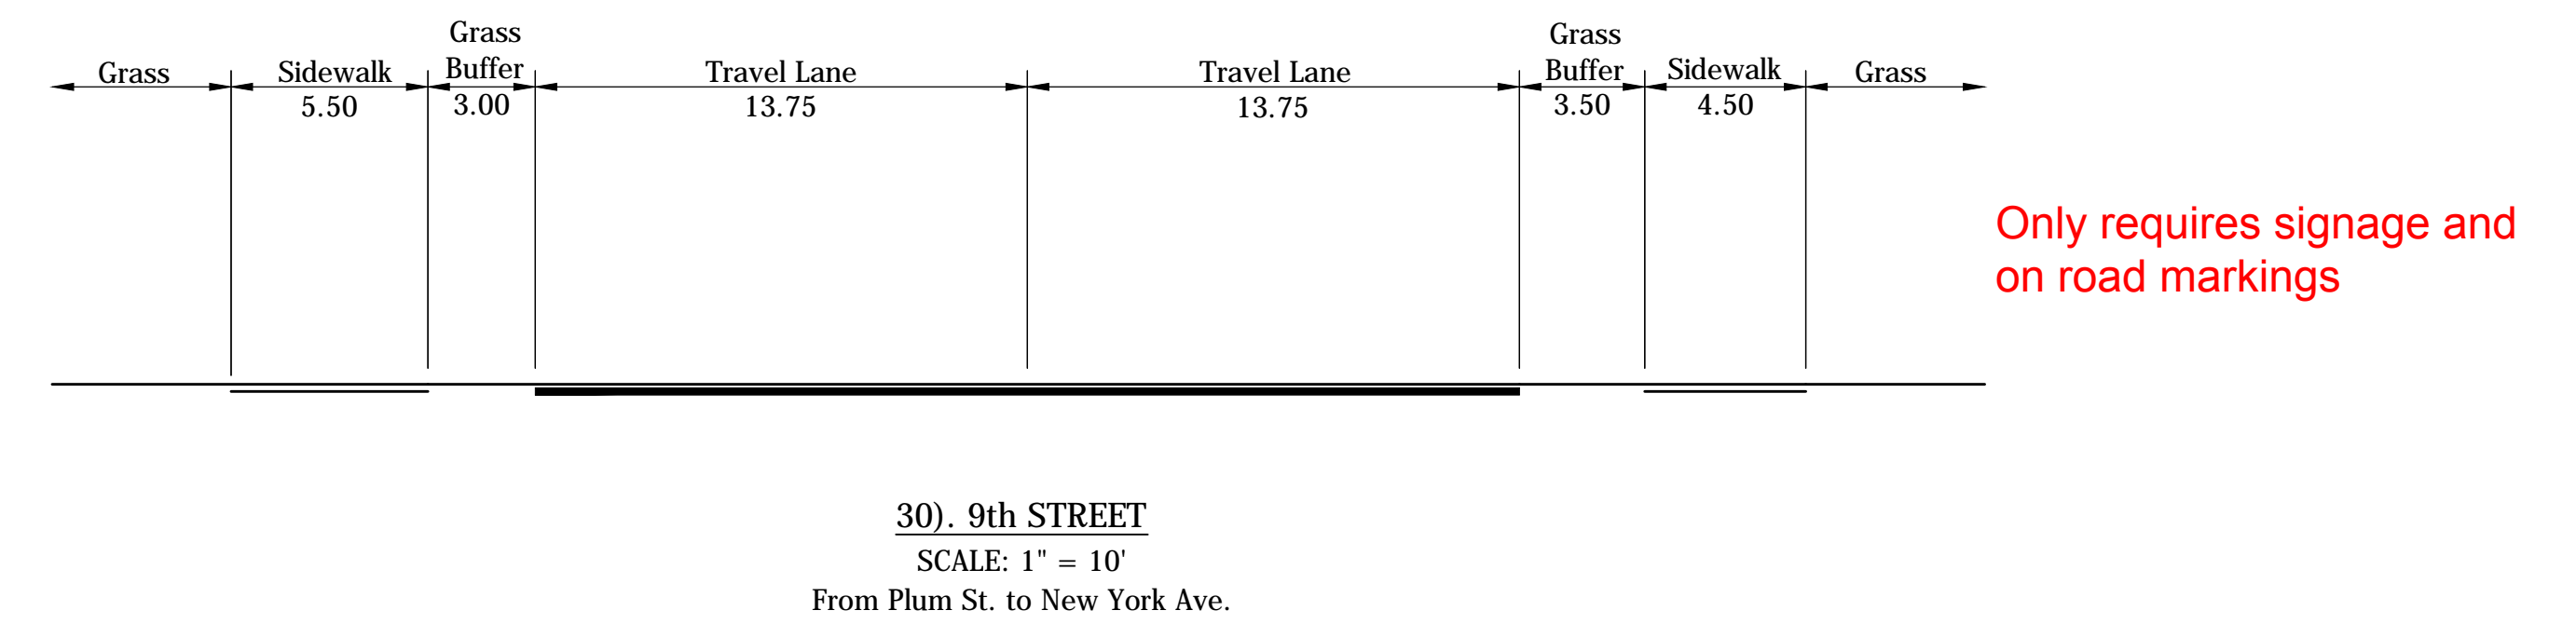 Grass
Sidewalk
5.50
Grass
Buffer
3.00
Travel Lane
13.75
Travel Lane
13.75
Grass
Buffer
3.50
Sidewalk
4.50
Grass
Only requires signage and
on road markings
30). 9th STREET
SCALE: 1" = 10'
From Plum St. to New York Ave.